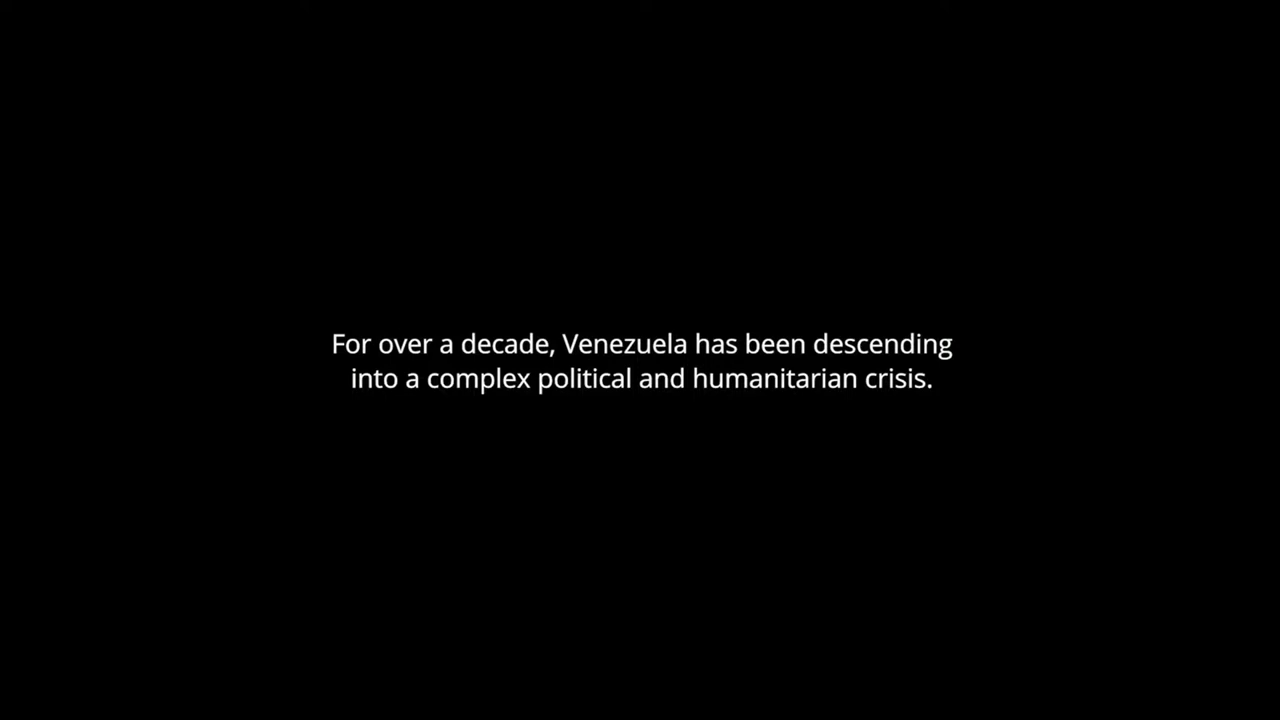 For over a decade, Venezuela has been descending
into a complex political and humanitarian crisis.